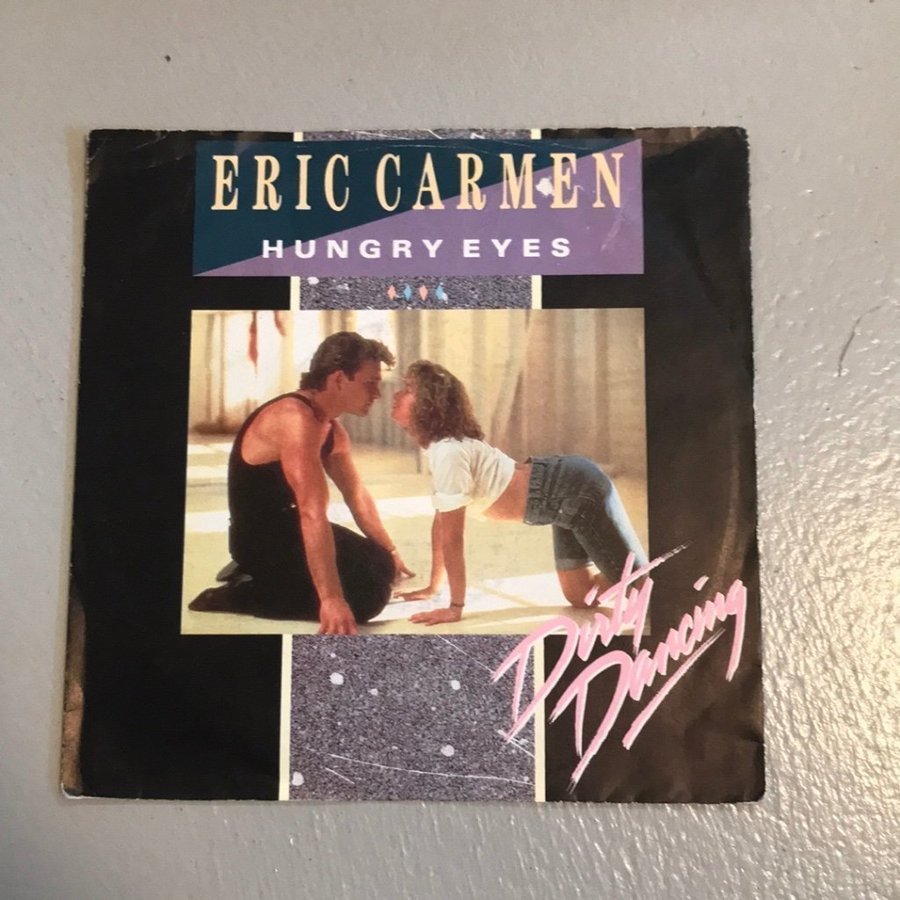 ERIC CARMEN
HUNGRY EYES
Dirty
Dancing